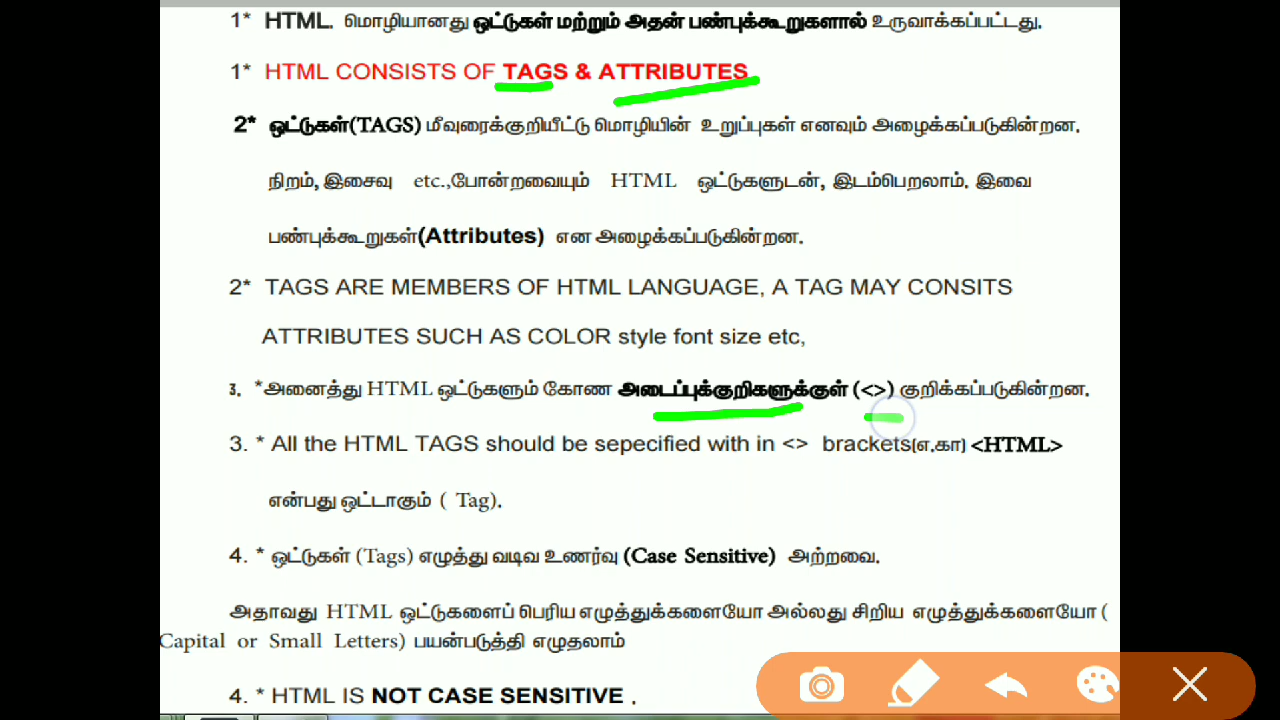 1* HTML. மொழியானது ஒட்டுகள் மற்றும் அதன் பண்புக்கூறுகளால் உருவாக்கப்பட்டது.
1* HTML CONSISTS OF TAGS & ATTRIBUTES
2* ஒட்டுகள்(TAGS) மீவுரைக்குறியீட்டு மொழியின் உறுப்புகள் எனவும் அழைக்கப்படுகின்றன.
நிறம், இசைவு etc.,போன்றவையும் HTML ஒட்டுகளுடன், இடம்பெறலாம். இவை
பண்புக்கூறுகள்(Attributes) என அழைக்கப்படுகின்றன.
2* TAGS ARE MEMBERS OF HTML LANGUAGE, A TAG MAY CONSITS
ATTRIBUTES SUCH AS COLOR style font size etc,
3. *அனைத்து HTML ஒட்டுகளும் கோண அடைப்புக்குறிகளுக்குள் (<>) குறிக்கப்படுகின்றன.
3. * All the HTML TAGS should be sepecified with in <> brackets(எ.கா) <HTML>
என்பது ஒட்டாகும் ( Tag).
4. * ஒட்டுகள் (Tags) எழுத்து வடிவ உணர்வு (Case Sensitive) அற்றவை.
அதாவது HTML ஒட்டுகளைப் பெரிய எழுத்துக்களையோ அல்லது சிறிய எழுத்துக்களையோ (
Capital or Small Letters) பயன்படுத்தி எழுதலாம்
4. * HTML IS NOT CASE SENSITIVE .